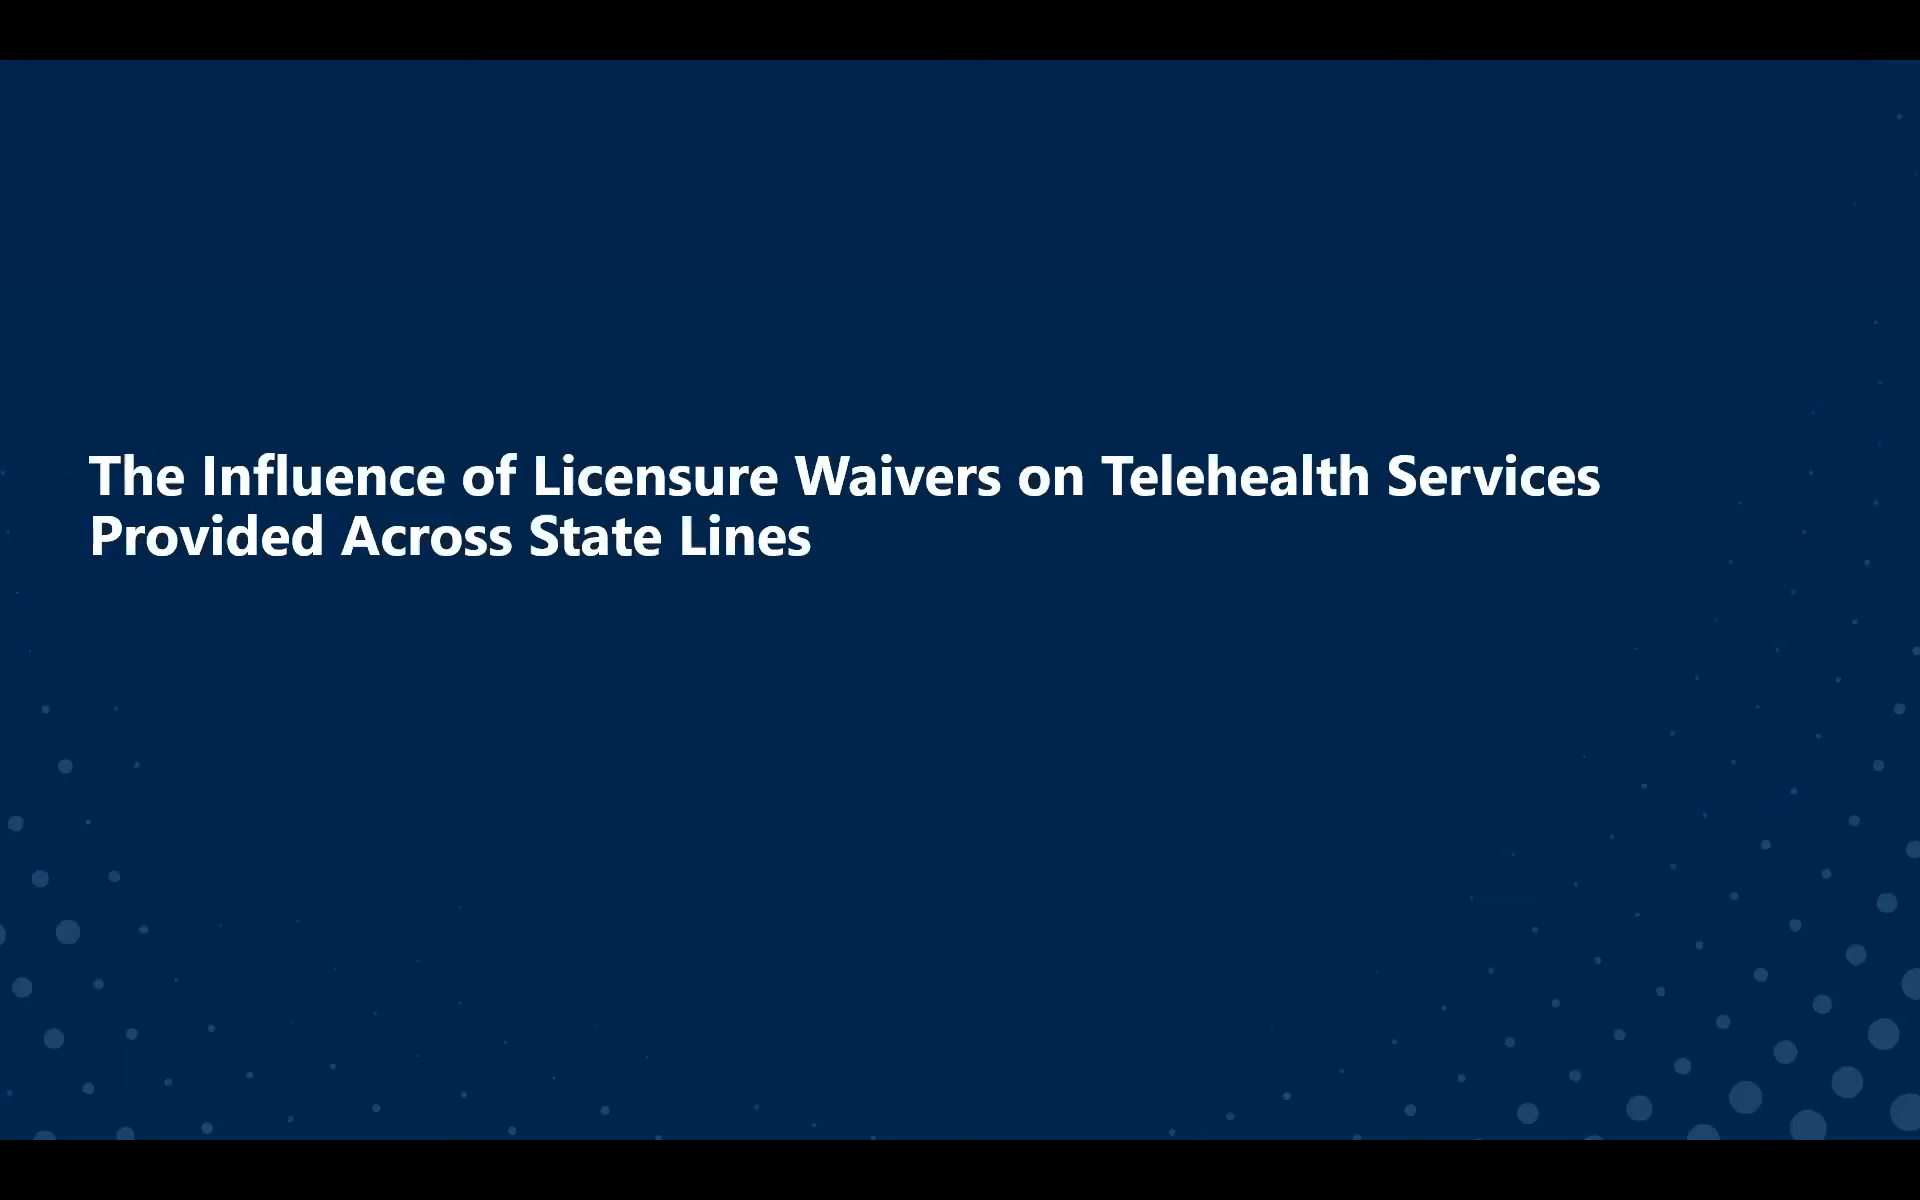 The Influence of Licensure Waivers on Telehealth Services
Provided Across State Lines